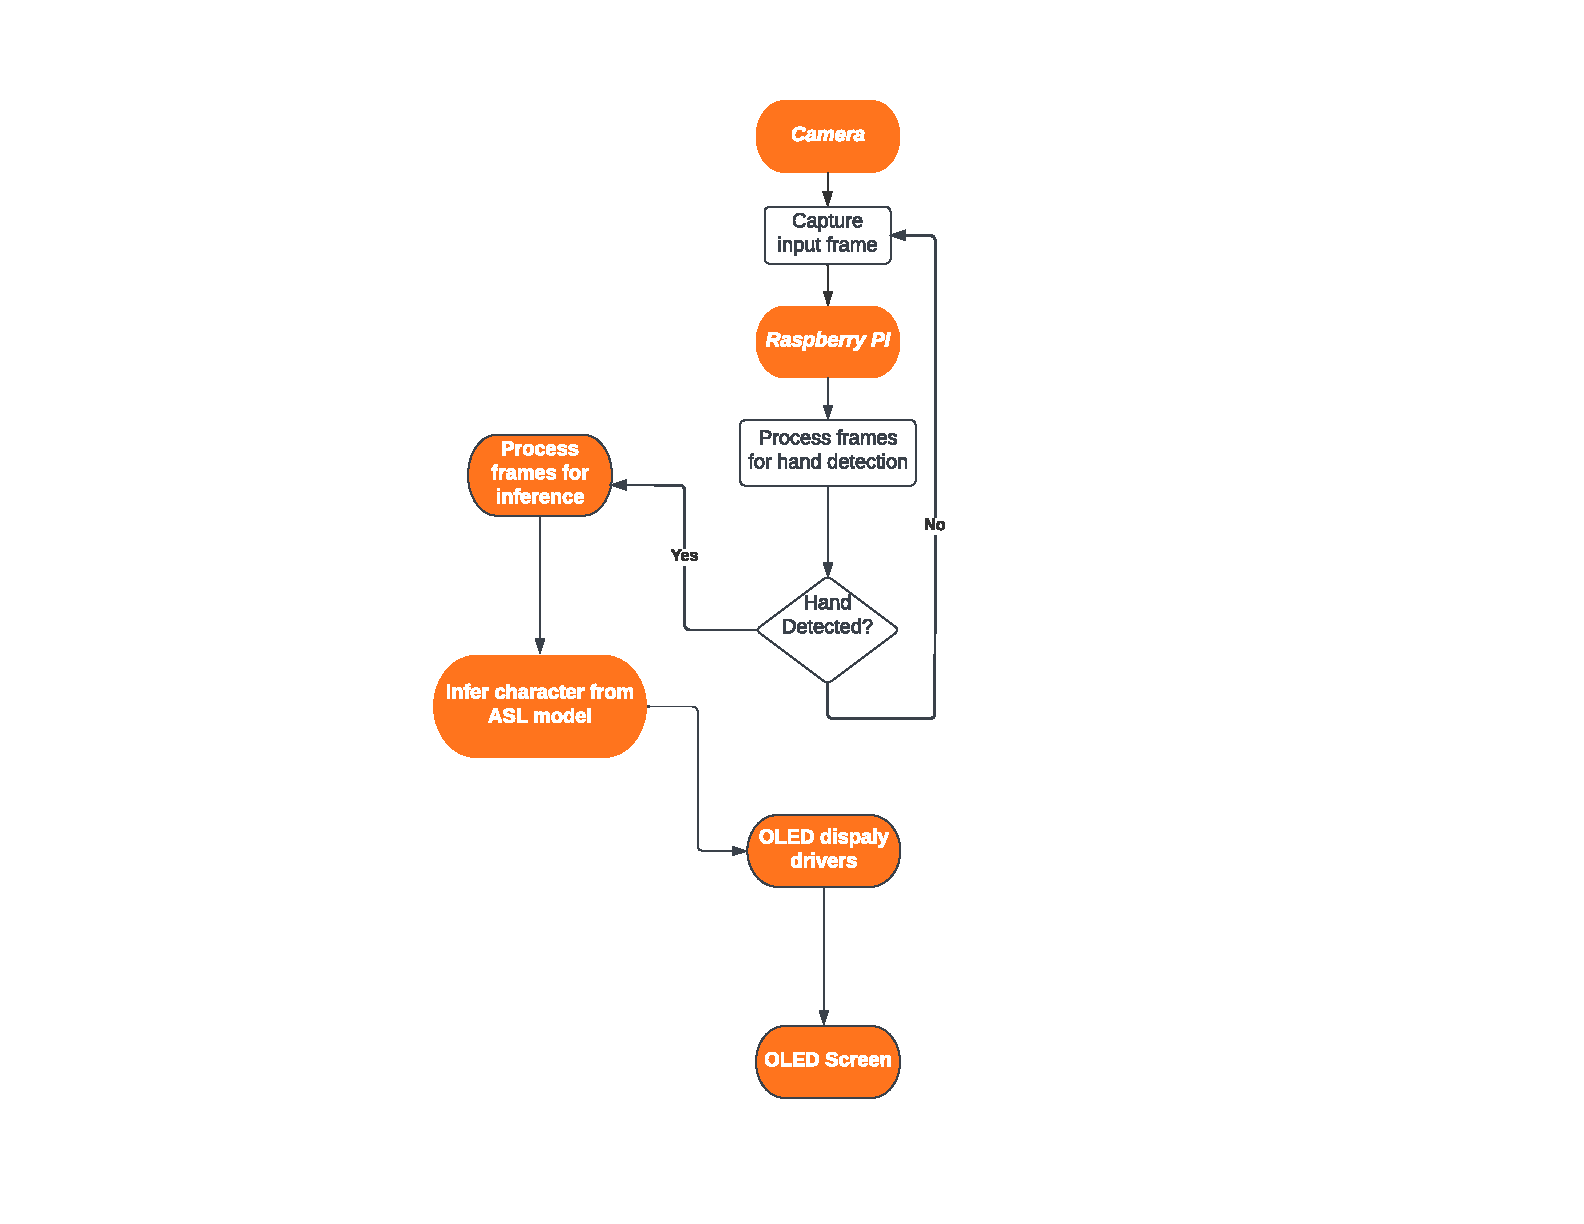 Camera
Capture
input frame
Raspberry PI
Process frames
for hand detection
Process
frames for
inference
No
Yes
Hand
Detected?
Infer character from
ASL model
OLED dispaly
drivers
OLED Screen